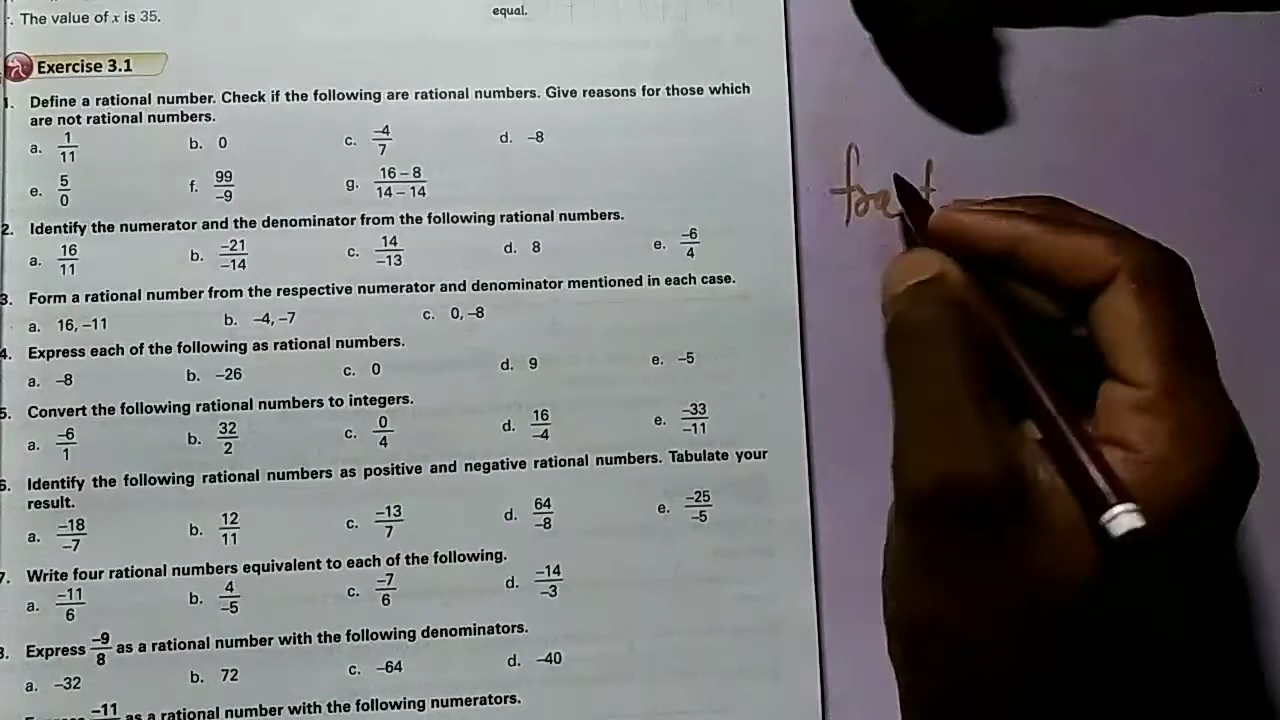 ∴ The value of x is 35.
equal.
Exercise 3.1
1. Define a rational number. Check if the following are rational numbers. Give reasons for those which
are not rational numbers.
a. 1/11 b. 0 c. –4/7 d. –8
e. 5/0 f. 99/–9 g. 16 – 8/14 – 14
2. Identify the numerator and the denominator from the following rational numbers.
a. 16/11 b. –21/–14 c. 14/–13 d. 8 e. –6/4
3. Form a rational number from the respective numerator and denominator mentioned in each case.
a. 16, –11 b. –4, –7 c. 0, –8
4. Express each of the following as rational numbers.
a. –8 b. –26 c. 0 d. 9 e. –5
5. Convert the following rational numbers to integers.
a. –6/1 b. 32/2 c. 0/4 d. 16/–4 e. –33/–11
6. Identify the following rational numbers as positive and negative rational numbers. Tabulate your
result.
a. –18/–7 b. 12/11 c. –13/7 d. 64/–8 e. –25/–5
7. Write four rational numbers equivalent to each of the following.
a. –11/6 b. 4/–5 c. –7/6 d. –14/–3
8. Express –9/8 as a rational number with the following denominators.
a. –32 b. 72 c. –64 d. –40
–11 as a rational number with the following numerators.